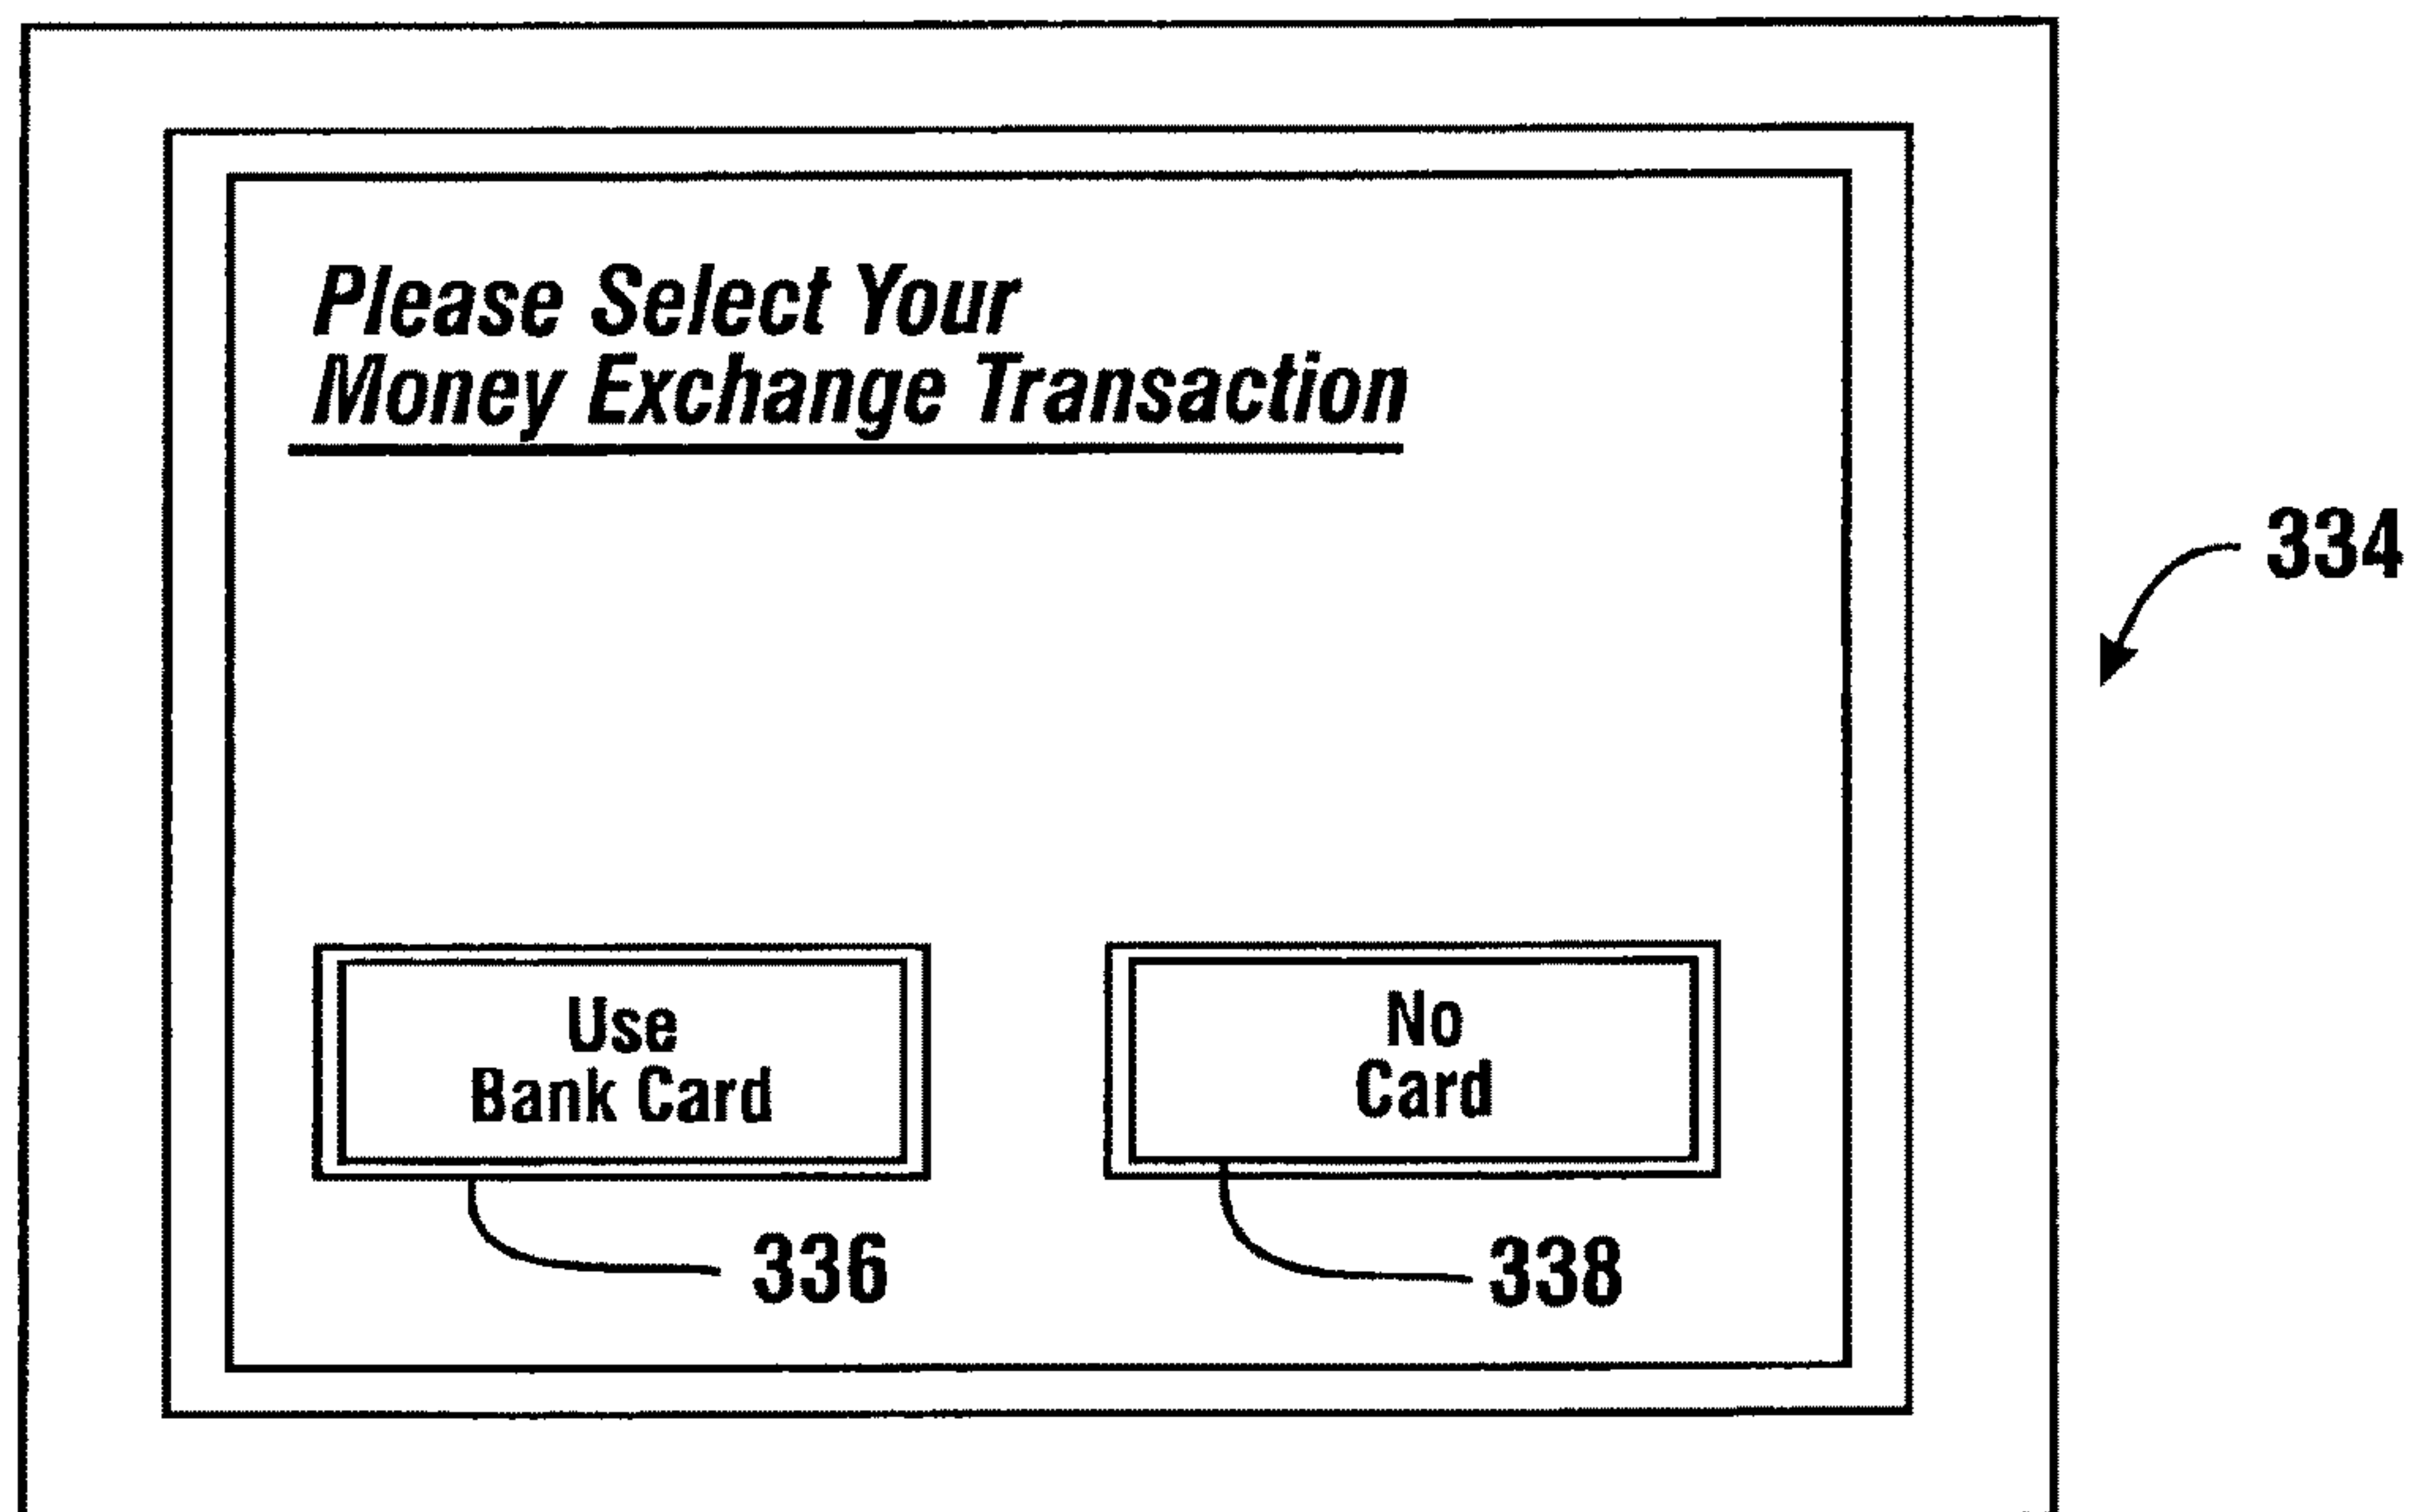 Please Select Your
Money Exchange Transaction
334
Use
Bank Card
No
Card
336
338